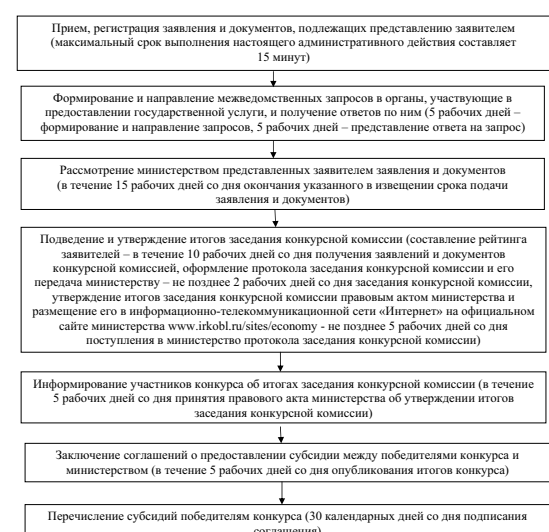 Прием, регистрация заявления и документов, подлежащих представлению заявителем
(максимальный срок выполнения настоящего административного действия составляет
15 минут)
Формирование и направление межведомственных запросов в органы, участвующие в
предоставлении государственной услуги, и получение ответов по ним (5 рабочих дней –
формирование и направление запросов, 5 рабочих дней – представление ответа на запрос)
Рассмотрение министерством представленных заявителем заявления и документов
(в течение 15 рабочих дней со дня окончания указанного в извещении срока подачи
заявления и документов)
Подведение и утверждение итогов заседания конкурсной комиссии (составление рейтинга
заявителей – в течение 10 рабочих дней со дня получения заявлений и документов
конкурсной комиссией, оформление протокола заседания конкурсной комиссии и его
передача министерству – не позднее 2 рабочих дней со дня заседания конкурсной комиссии,
утверждение итогов заседания конкурсной комиссии правовым актом министерства и
размещение его в информационно-телекоммуникационной сети «Интернет» на официальном
сайте министерства www.irkobl.ru/sites/economy - не позднее 5 рабочих дней со дня
поступления в министерство протокола заседания конкурсной комиссии)
Информирование участников конкурса об итогах заседания конкурсной комиссии (в течение
5 рабочих дней со дня принятия правового акта министерства об утверждении итогов
заседания конкурсной комиссии)
Заключение соглашений о предоставлении субсидии между победителями конкурса и
министерством (в течение 5 рабочих дней со дня опубликования итогов конкурса)
Перечисление субсидий победителям конкурса (30 календарных дней со дня подписания
соглашения)